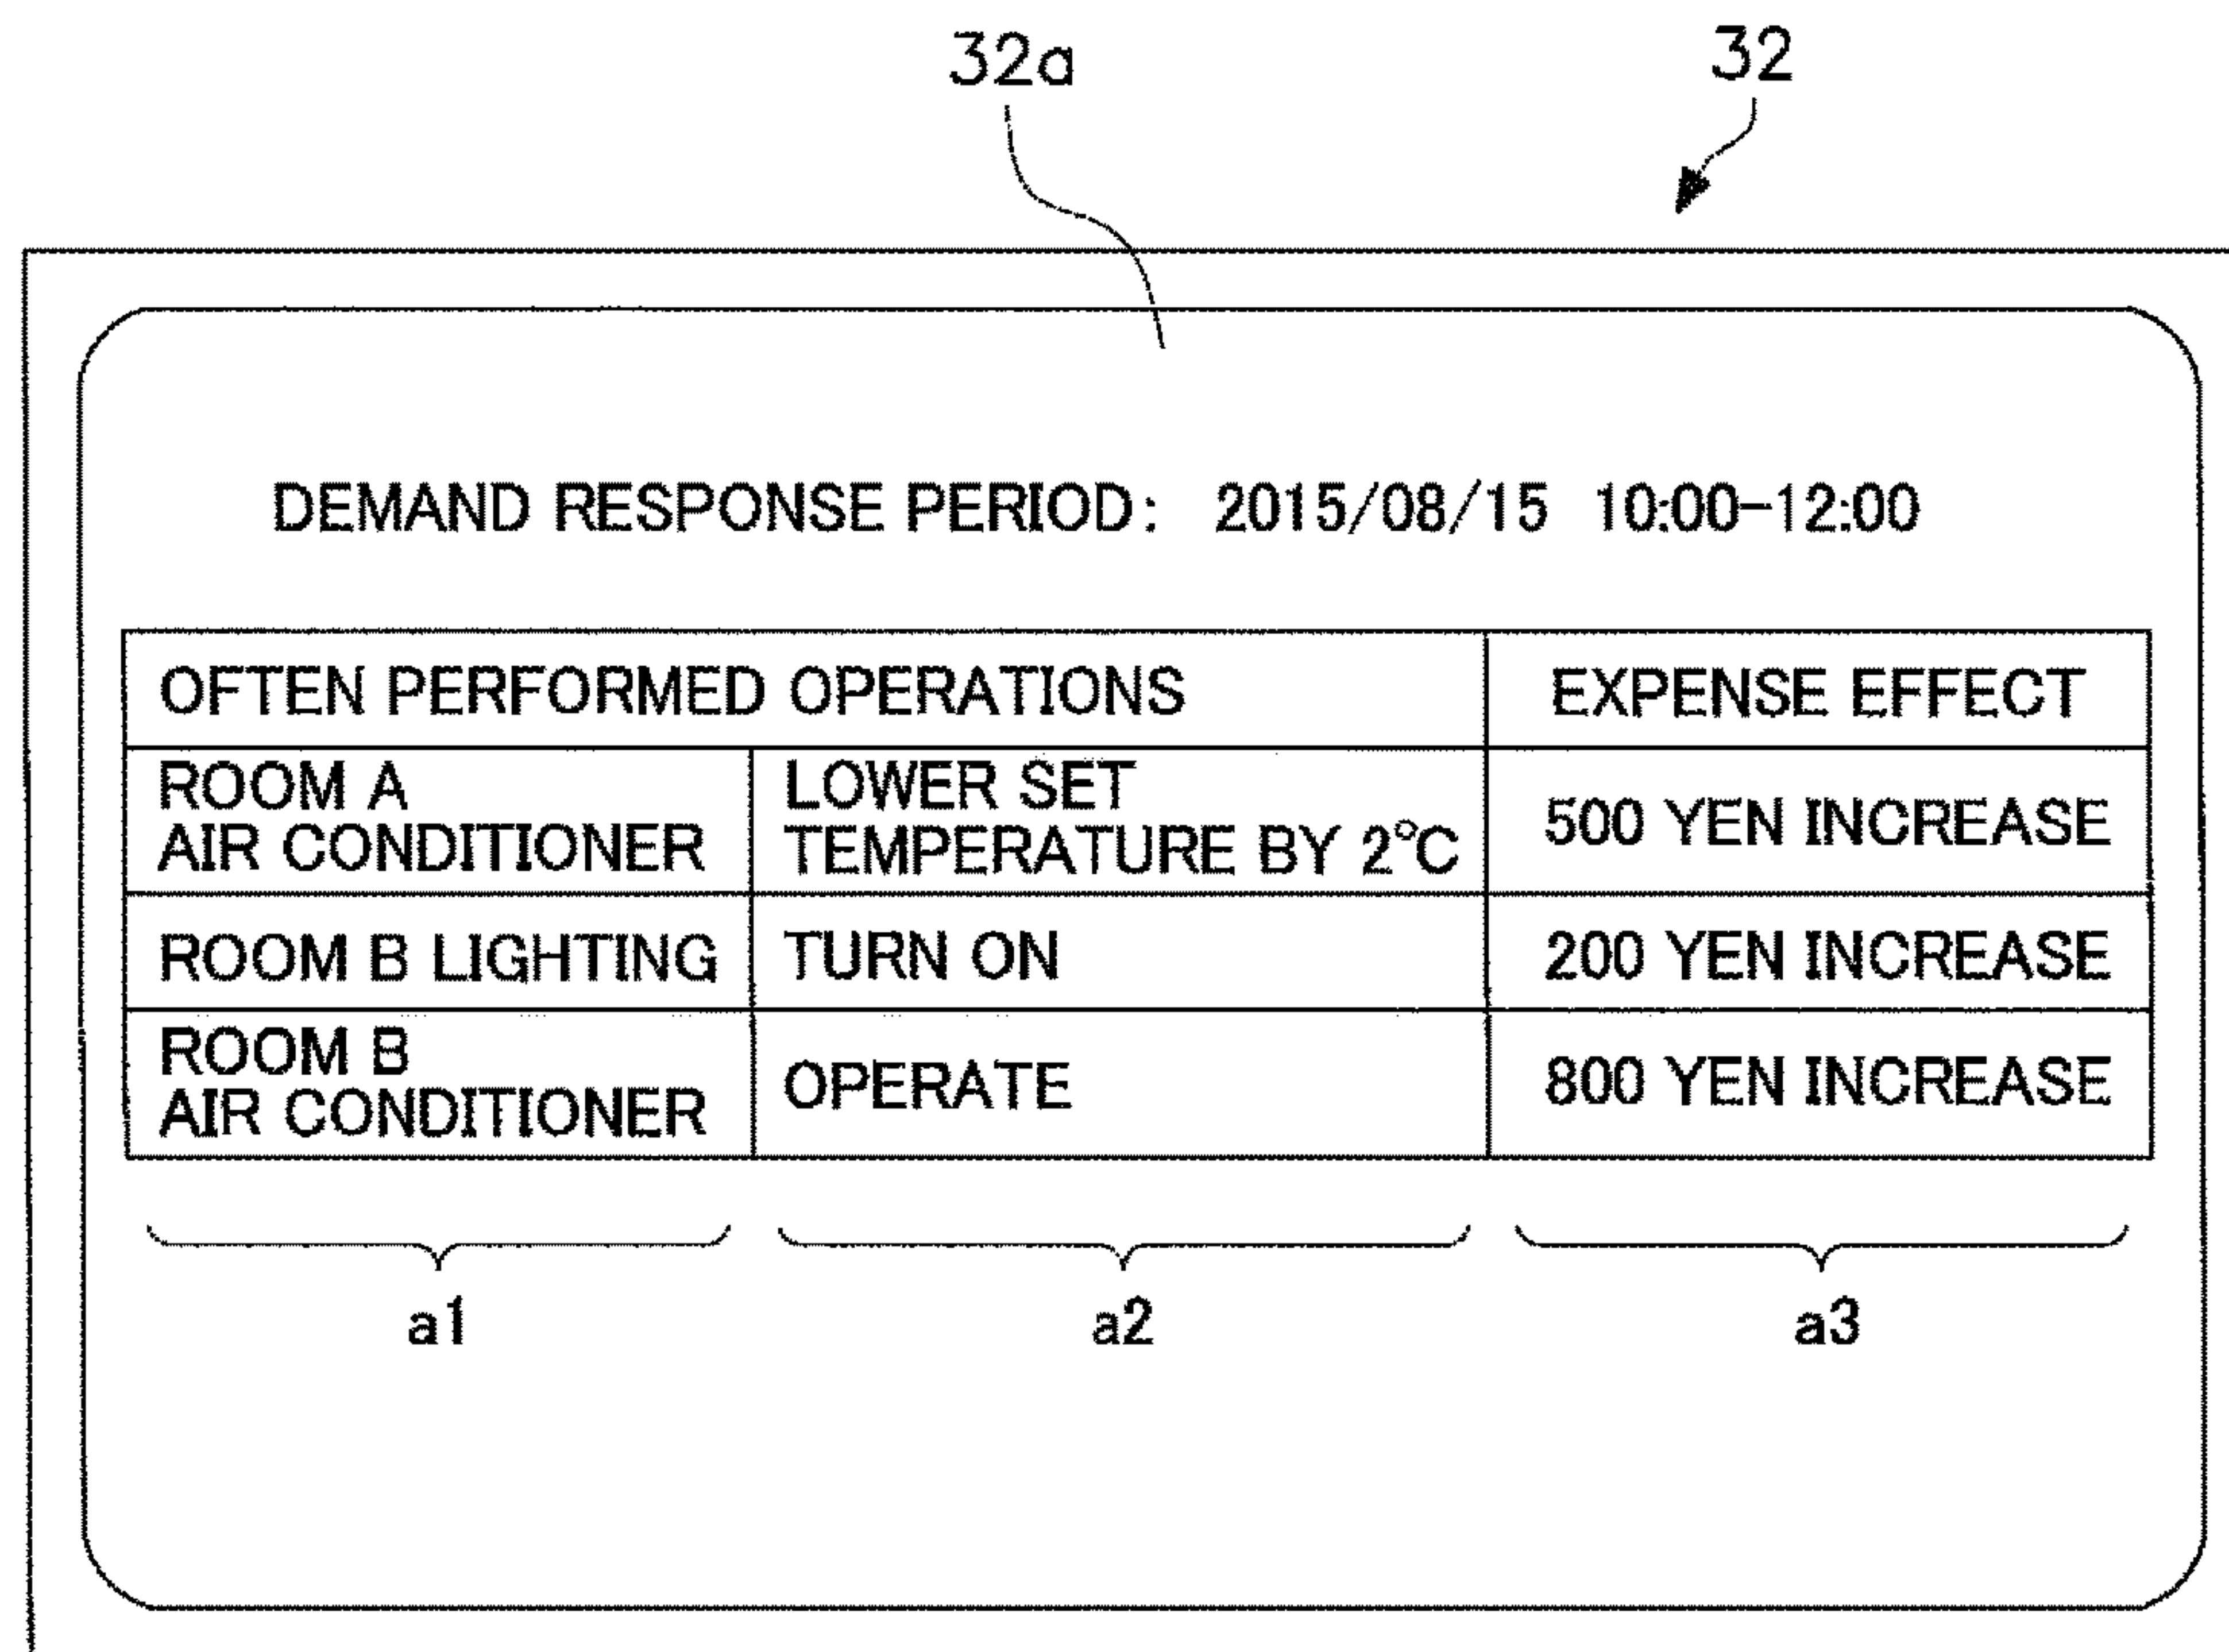 32a
32
DEMAND RESPONSE PERIOD: 2015/08/15 10:00-12:00
OFTEN PERFORMED OPERATIONS
EXPENSE EFFECT
ROOM A
AIR CONDITIONER
LOWER SET
TEMPERATURE BY 2°C
500 YEN INCREASE
ROOM B LIGHTING
TURN ON
200 YEN INCREASE
ROOM B
AIR CONDITIONER
OPERATE
800 YEN INCREASE
a1
a2
a3